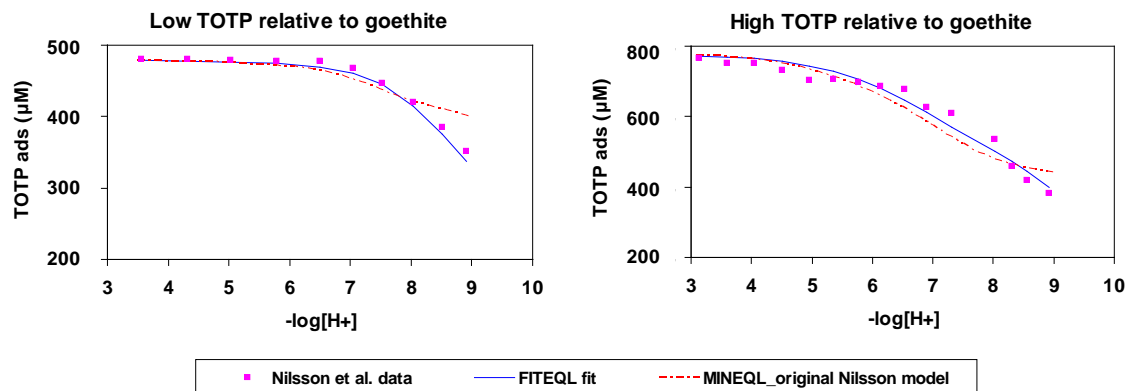 Low TOTP relative to goethite
500
400
300
200
TOTP ads (µM)
3 4 5 6 7 8 9 10
-log[H+]
High TOTP relative to goethite
800
600
400
200
TOTP ads (µM)
3 4 5 6 7 8 9 10
-log[H+]
Nilsson et al. data FITEQL fit MINEQL_original Nilsson model